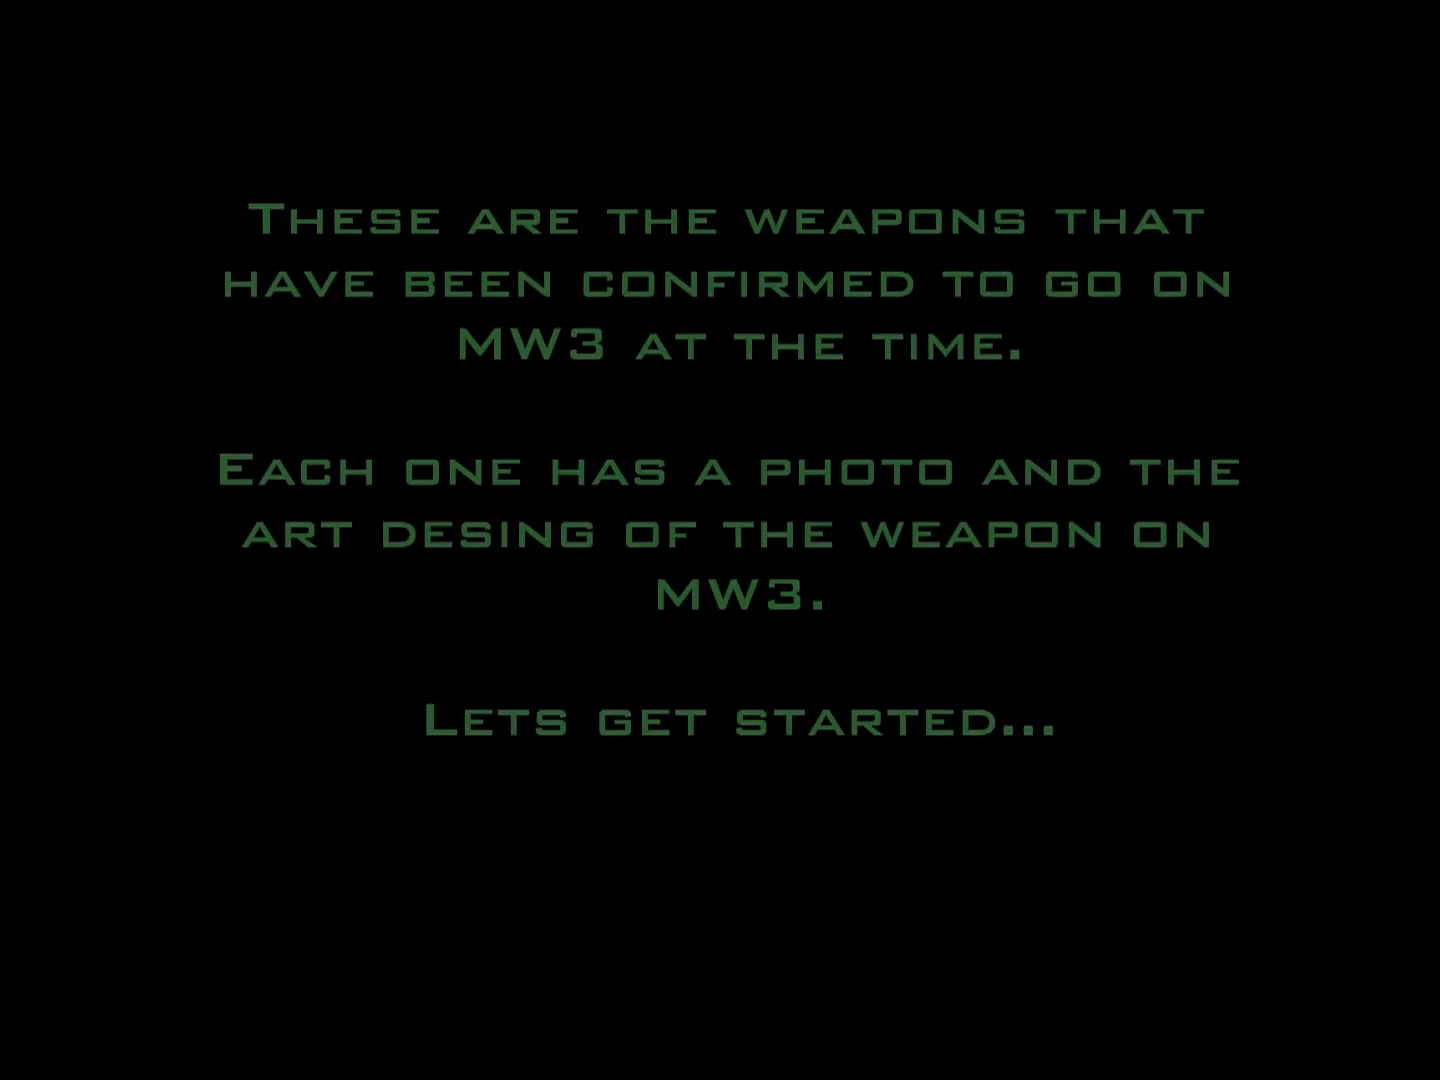 These are the weapons that
have been confirmed to go on
MW3 at the time.
Each one has a photo and the
art desing of the weapon on
MW3.
Lets get started...